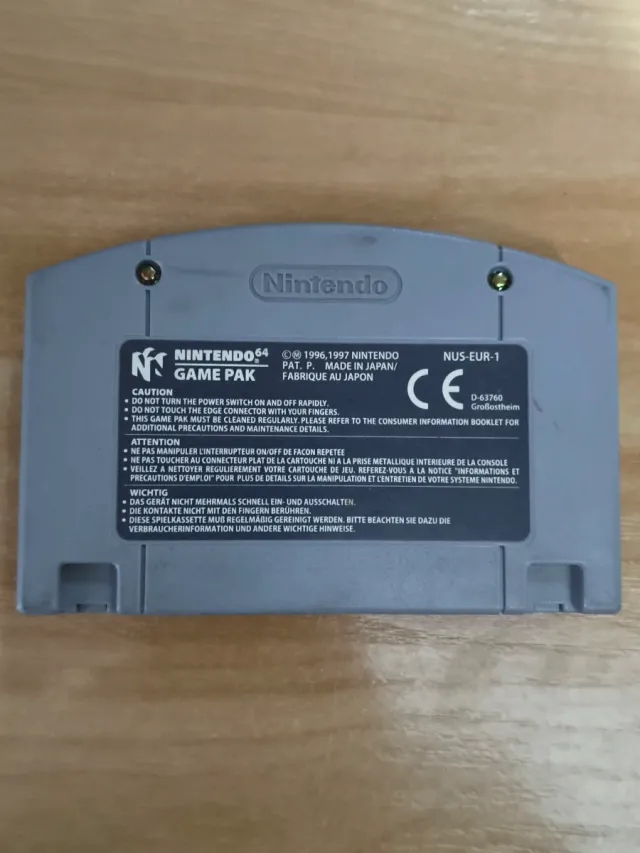 Nintendo
NINTENDO64
GAME PAK
©Ⓜ 1996,1997 NINTENDO
PAT. P. MADE IN JAPAN/
FABRIQUE AU JAPON
NUS-EUR-1
CE
D-63760
Großostheim
CAUTION
• DO NOT TURN THE POWER SWITCH ON AND OFF RAPIDLY.
• DO NOT TOUCH THE EDGE CONNECTOR WITH YOUR FINGERS.
• THIS GAME PAK MUST BE CLEANED REGULARLY. PLEASE REFER TO THE CONSUMER INFORMATION BOOKLET FOR
ADDITIONAL PRECAUTIONS AND MAINTENANCE DETAILS.
ATTENTION
• NE PAS MANIPULER L'INTERRUPTEUR ON/OFF DE FACON REPETEE
• NE PAS TOUCHER AU CONNECTEUR PLAT DE LA CARTOUCHE NI A LA PRISE METALLIQUE INTERIEURE DE LA CONSOLE
• VEILLEZ A NETTOYER REGULIEREMENT VOTRE CARTOUCHE DE JEU. REFEREZ-VOUS A LA NOTICE "INFORMATIONS ET
PRECAUTIONS D'EMPLOI" POUR PLUS DE DETAILS SUR LA MANIPULATION ET L'ENTRETIEN DE VOTRE SYSTEME NINTENDO.
WICHTIG
• DAS GERÄT NICHT MEHRMALS SCHNELL EIN- UND AUSSCHALTEN.
• DIE KONTAKTE NICHT MIT DEN FINGERN BERÜHREN.
• DIESE SPIELKASSETTE MUß REGELMÄßIG GEREINIGT WERDEN. BITTE BEACHTEN SIE DAZU DIE
VERBRAUCHERINFORMATION UND ANDERE WICHTIGE HINWEISE.